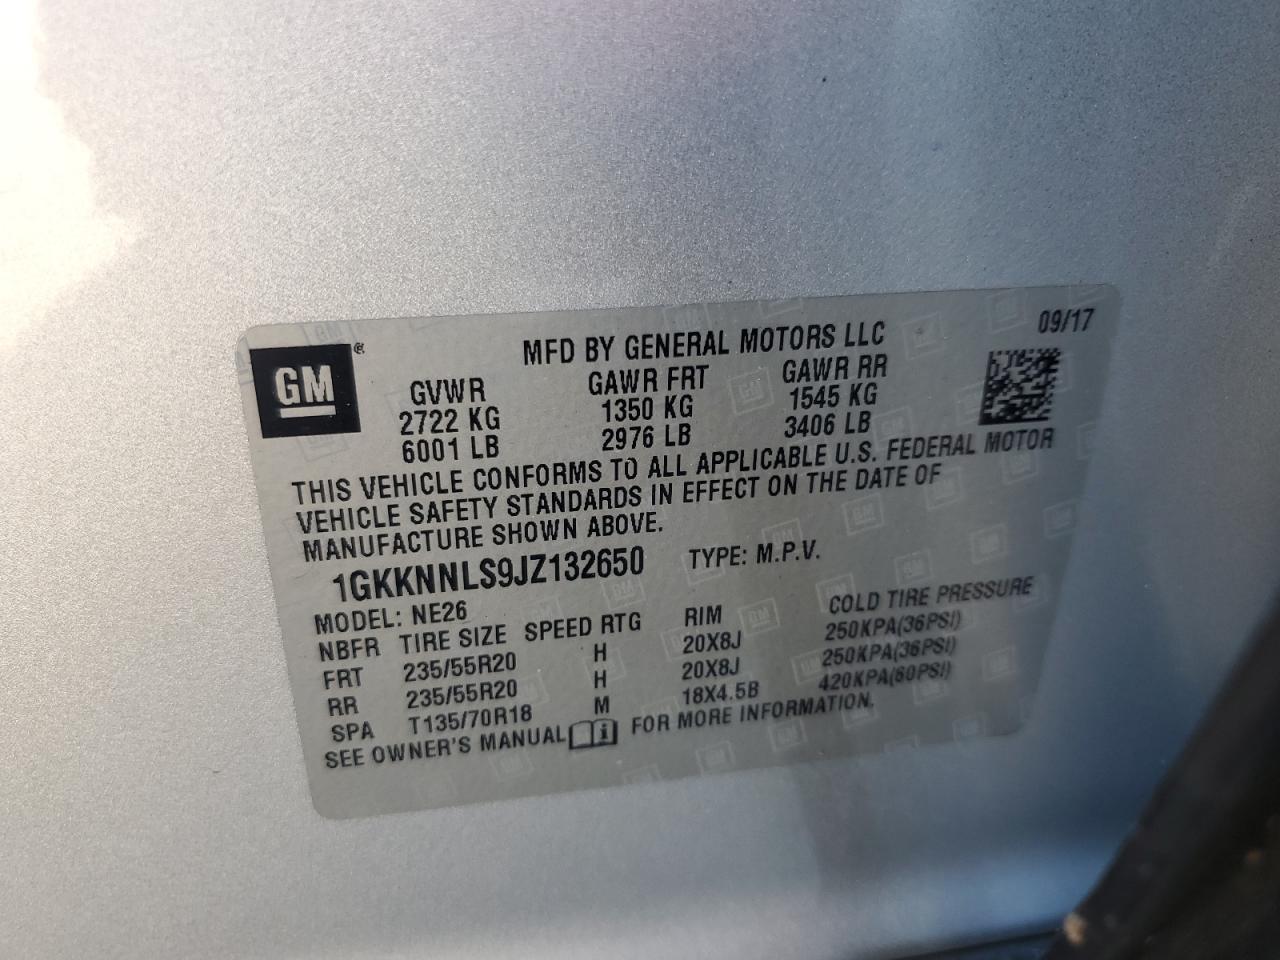 MFD BY GENERAL MOTORS LLC 09/17
GM
GVWR GAWR FRT GAWR RR
2722 KG 1350 KG 1545 KG
6001 LB 2976 LB 3406 LB
THIS VEHICLE CONFORMS TO ALL APPLICABLE U.S. FEDERAL MOTOR
VEHICLE SAFETY STANDARDS IN EFFECT ON THE DATE OF
MANUFACTURE SHOWN ABOVE.
1GKKNNLS9JZ132650 TYPE: M.P.V.
MODEL: NE26
NBFR TIRE SIZE SPEED RTG RIM COLD TIRE PRESSURE
FRT 235/55R20 H 20X8J 250KPA(36PSI)
RR 235/55R20 H 20X8J 250KPA(36PSI)
SPA T135/70R18 M 18X4.5B 420KPA(60PSI)
SEE OWNER'S MANUAL FOR MORE INFORMATION.